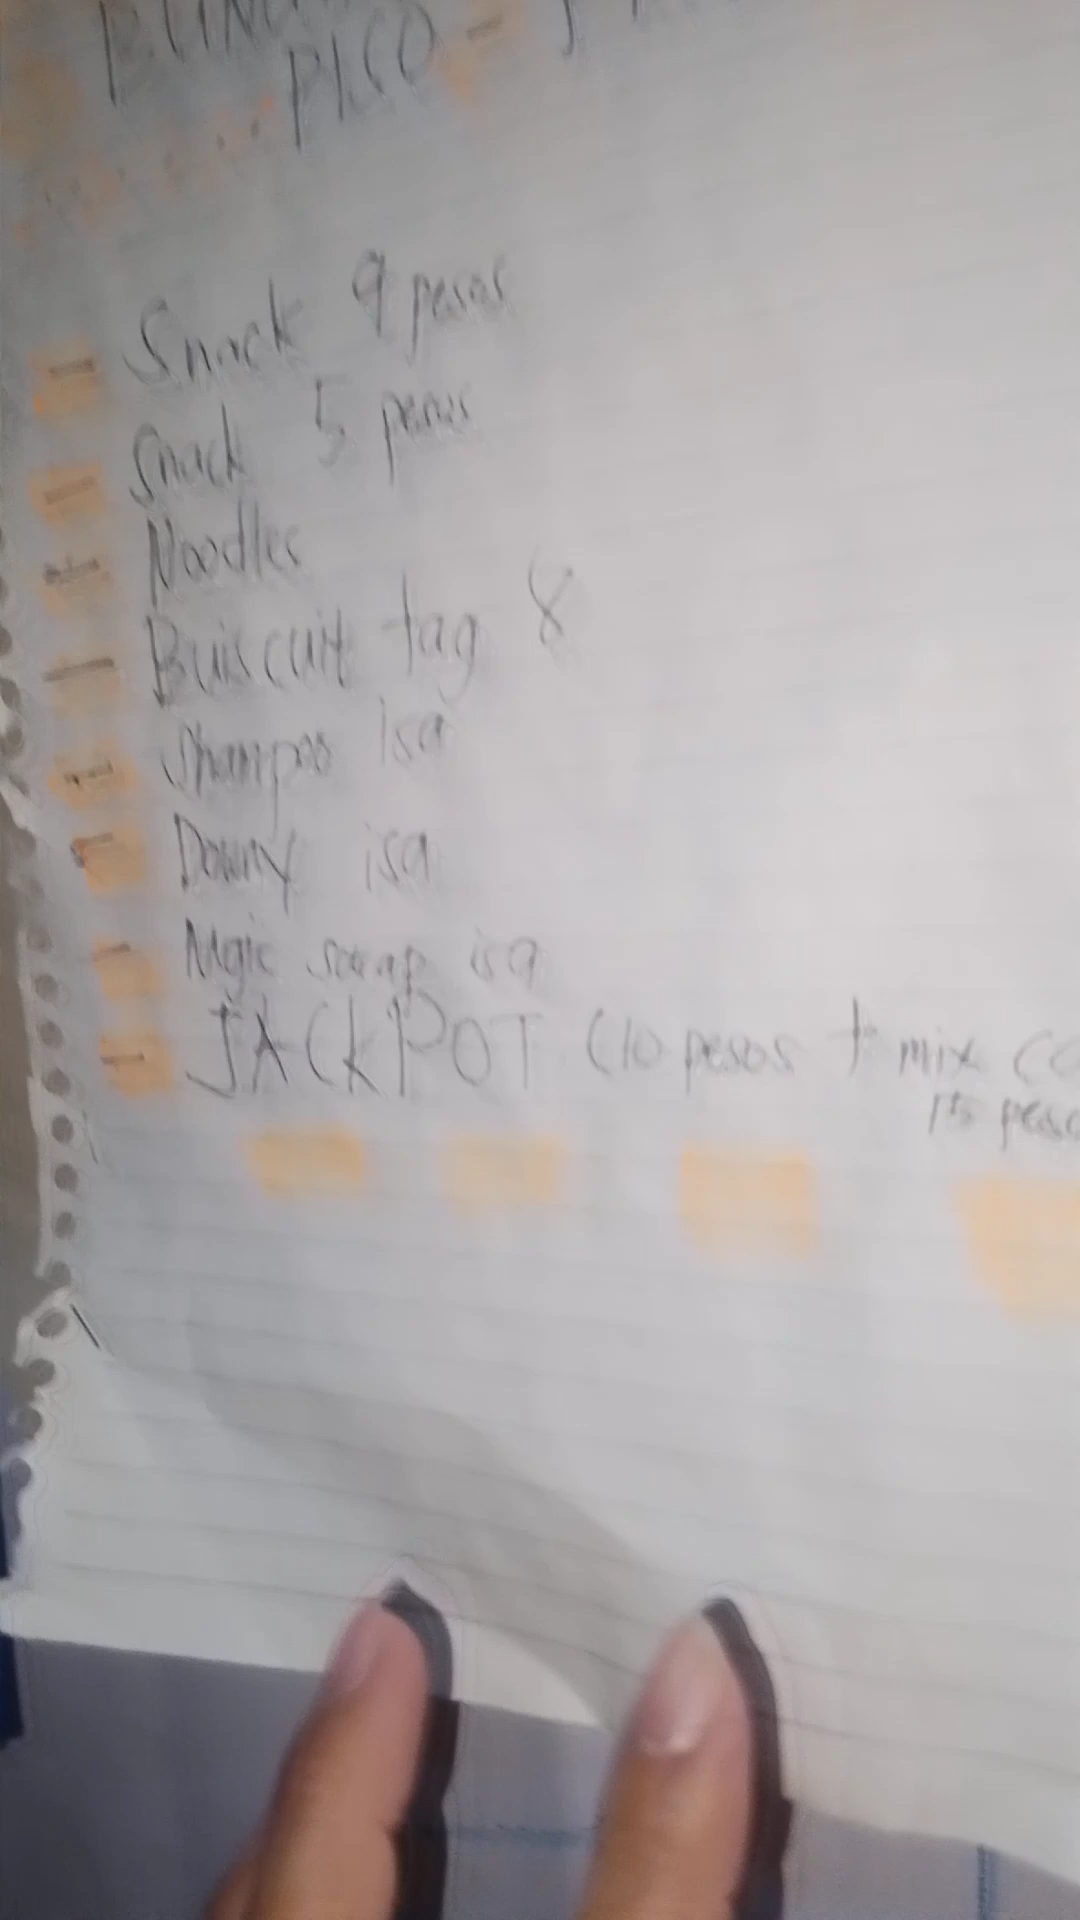 PICO -
Snack 9 pesos
Snack 5 pesos
Noodles
Buiscuit tag 8
Shampoo isa
Downy isa
Magic sarap isa
JACKPOT (10 pesos + mix
15